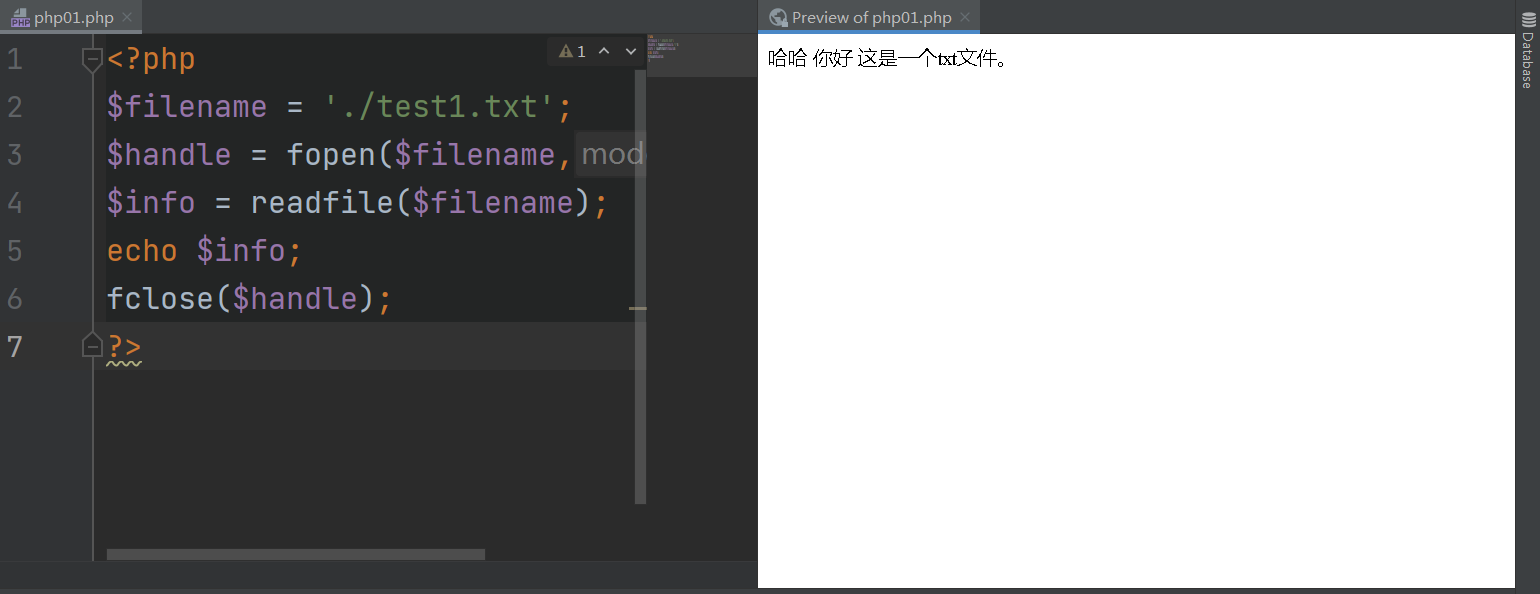 php01.php
1 <?php
2 $filename = './test1.txt';
3 $handle = fopen($filename,
4 $info = readfile($filename);
5 echo $info;
6 fclose($handle);
7 ?>
1
Preview of php01.php
哈哈 你好 这是一个txt文件。
Database